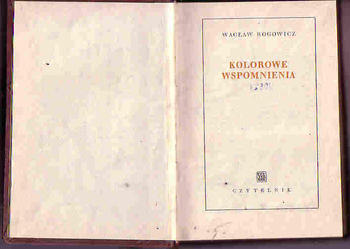 WACŁAW ROGOWICZ
KOLOROWE
WSPOMNIENIA
CZYTELNIK